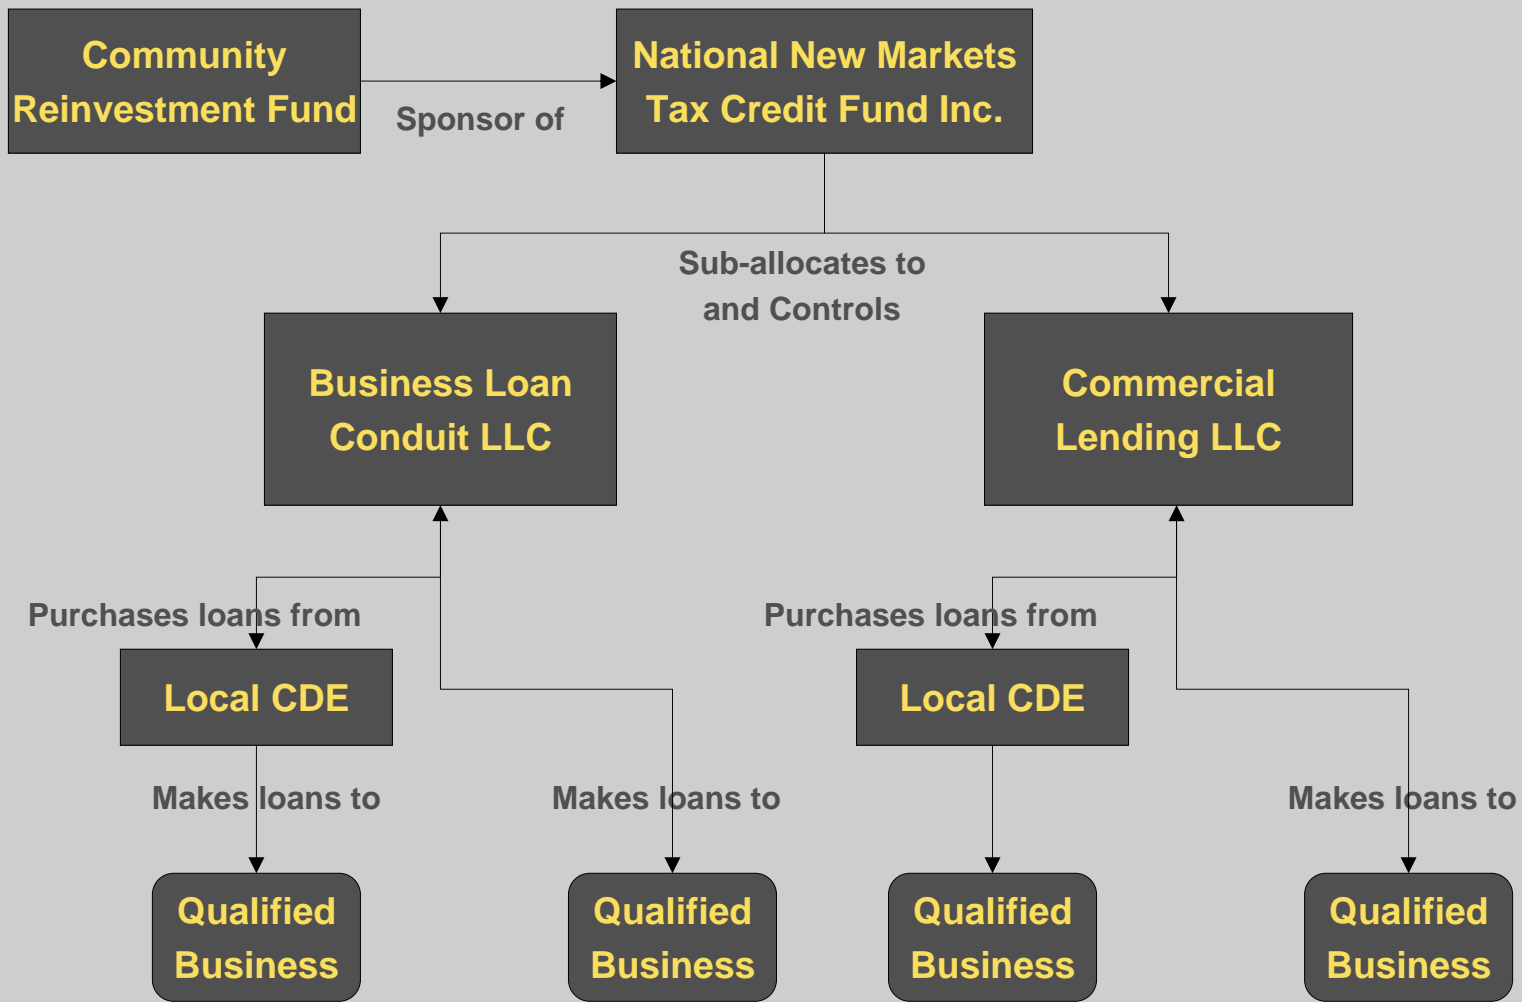 Community
Reinvestment Fund
Sponsor of
National New Markets
Tax Credit Fund Inc.
Sub-allocates to
and Controls
Business Loan
Conduit LLC
Commercial
Lending LLC
Purchases loans from
Purchases loans from
Local CDE
Local CDE
Makes loans to
Makes loans to
Makes loans to
Qualified
Business
Qualified
Business
Qualified
Business
Qualified
Business